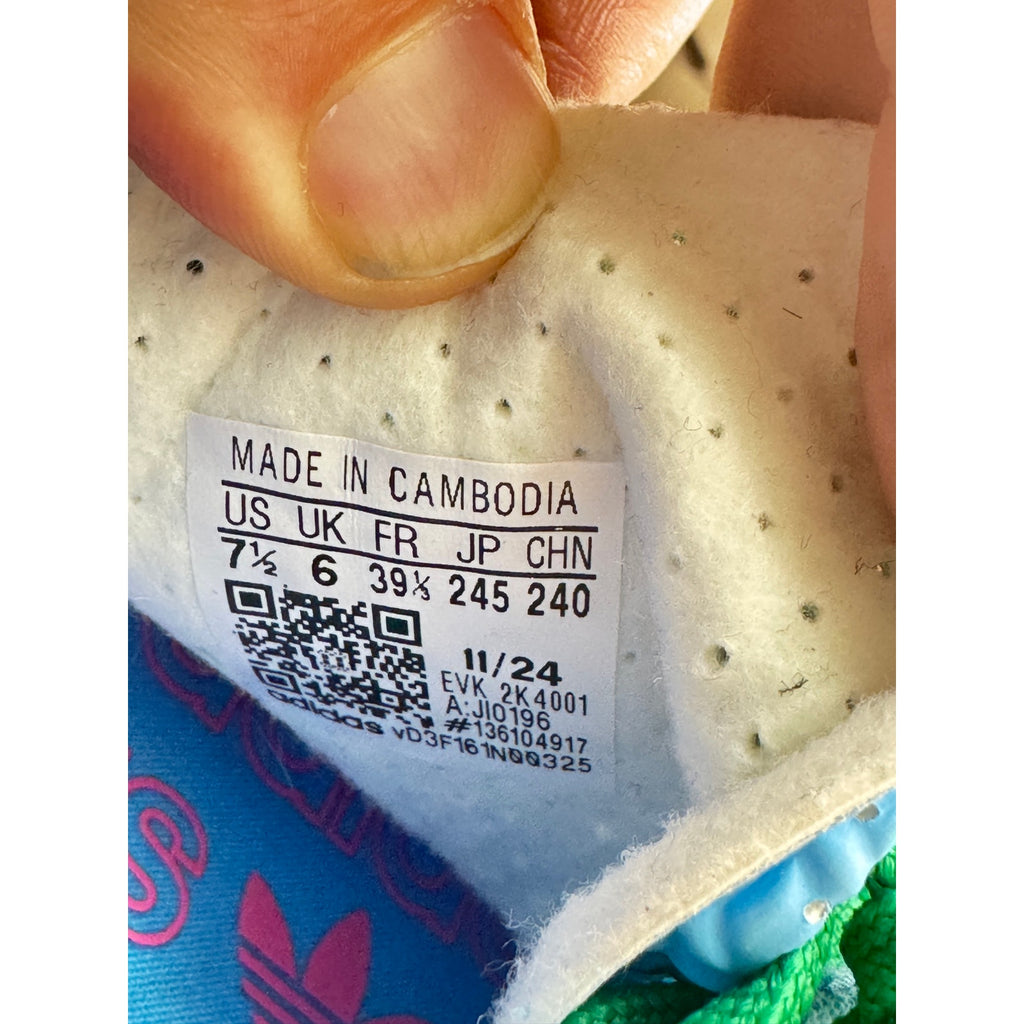 MADE IN CAMBODIA
US UK FR JP CHN
7½ 6 39⅓ 245 240
11/24
EVK 2K4001
A:JI0196
#136104917
adidas vD3F161N00325